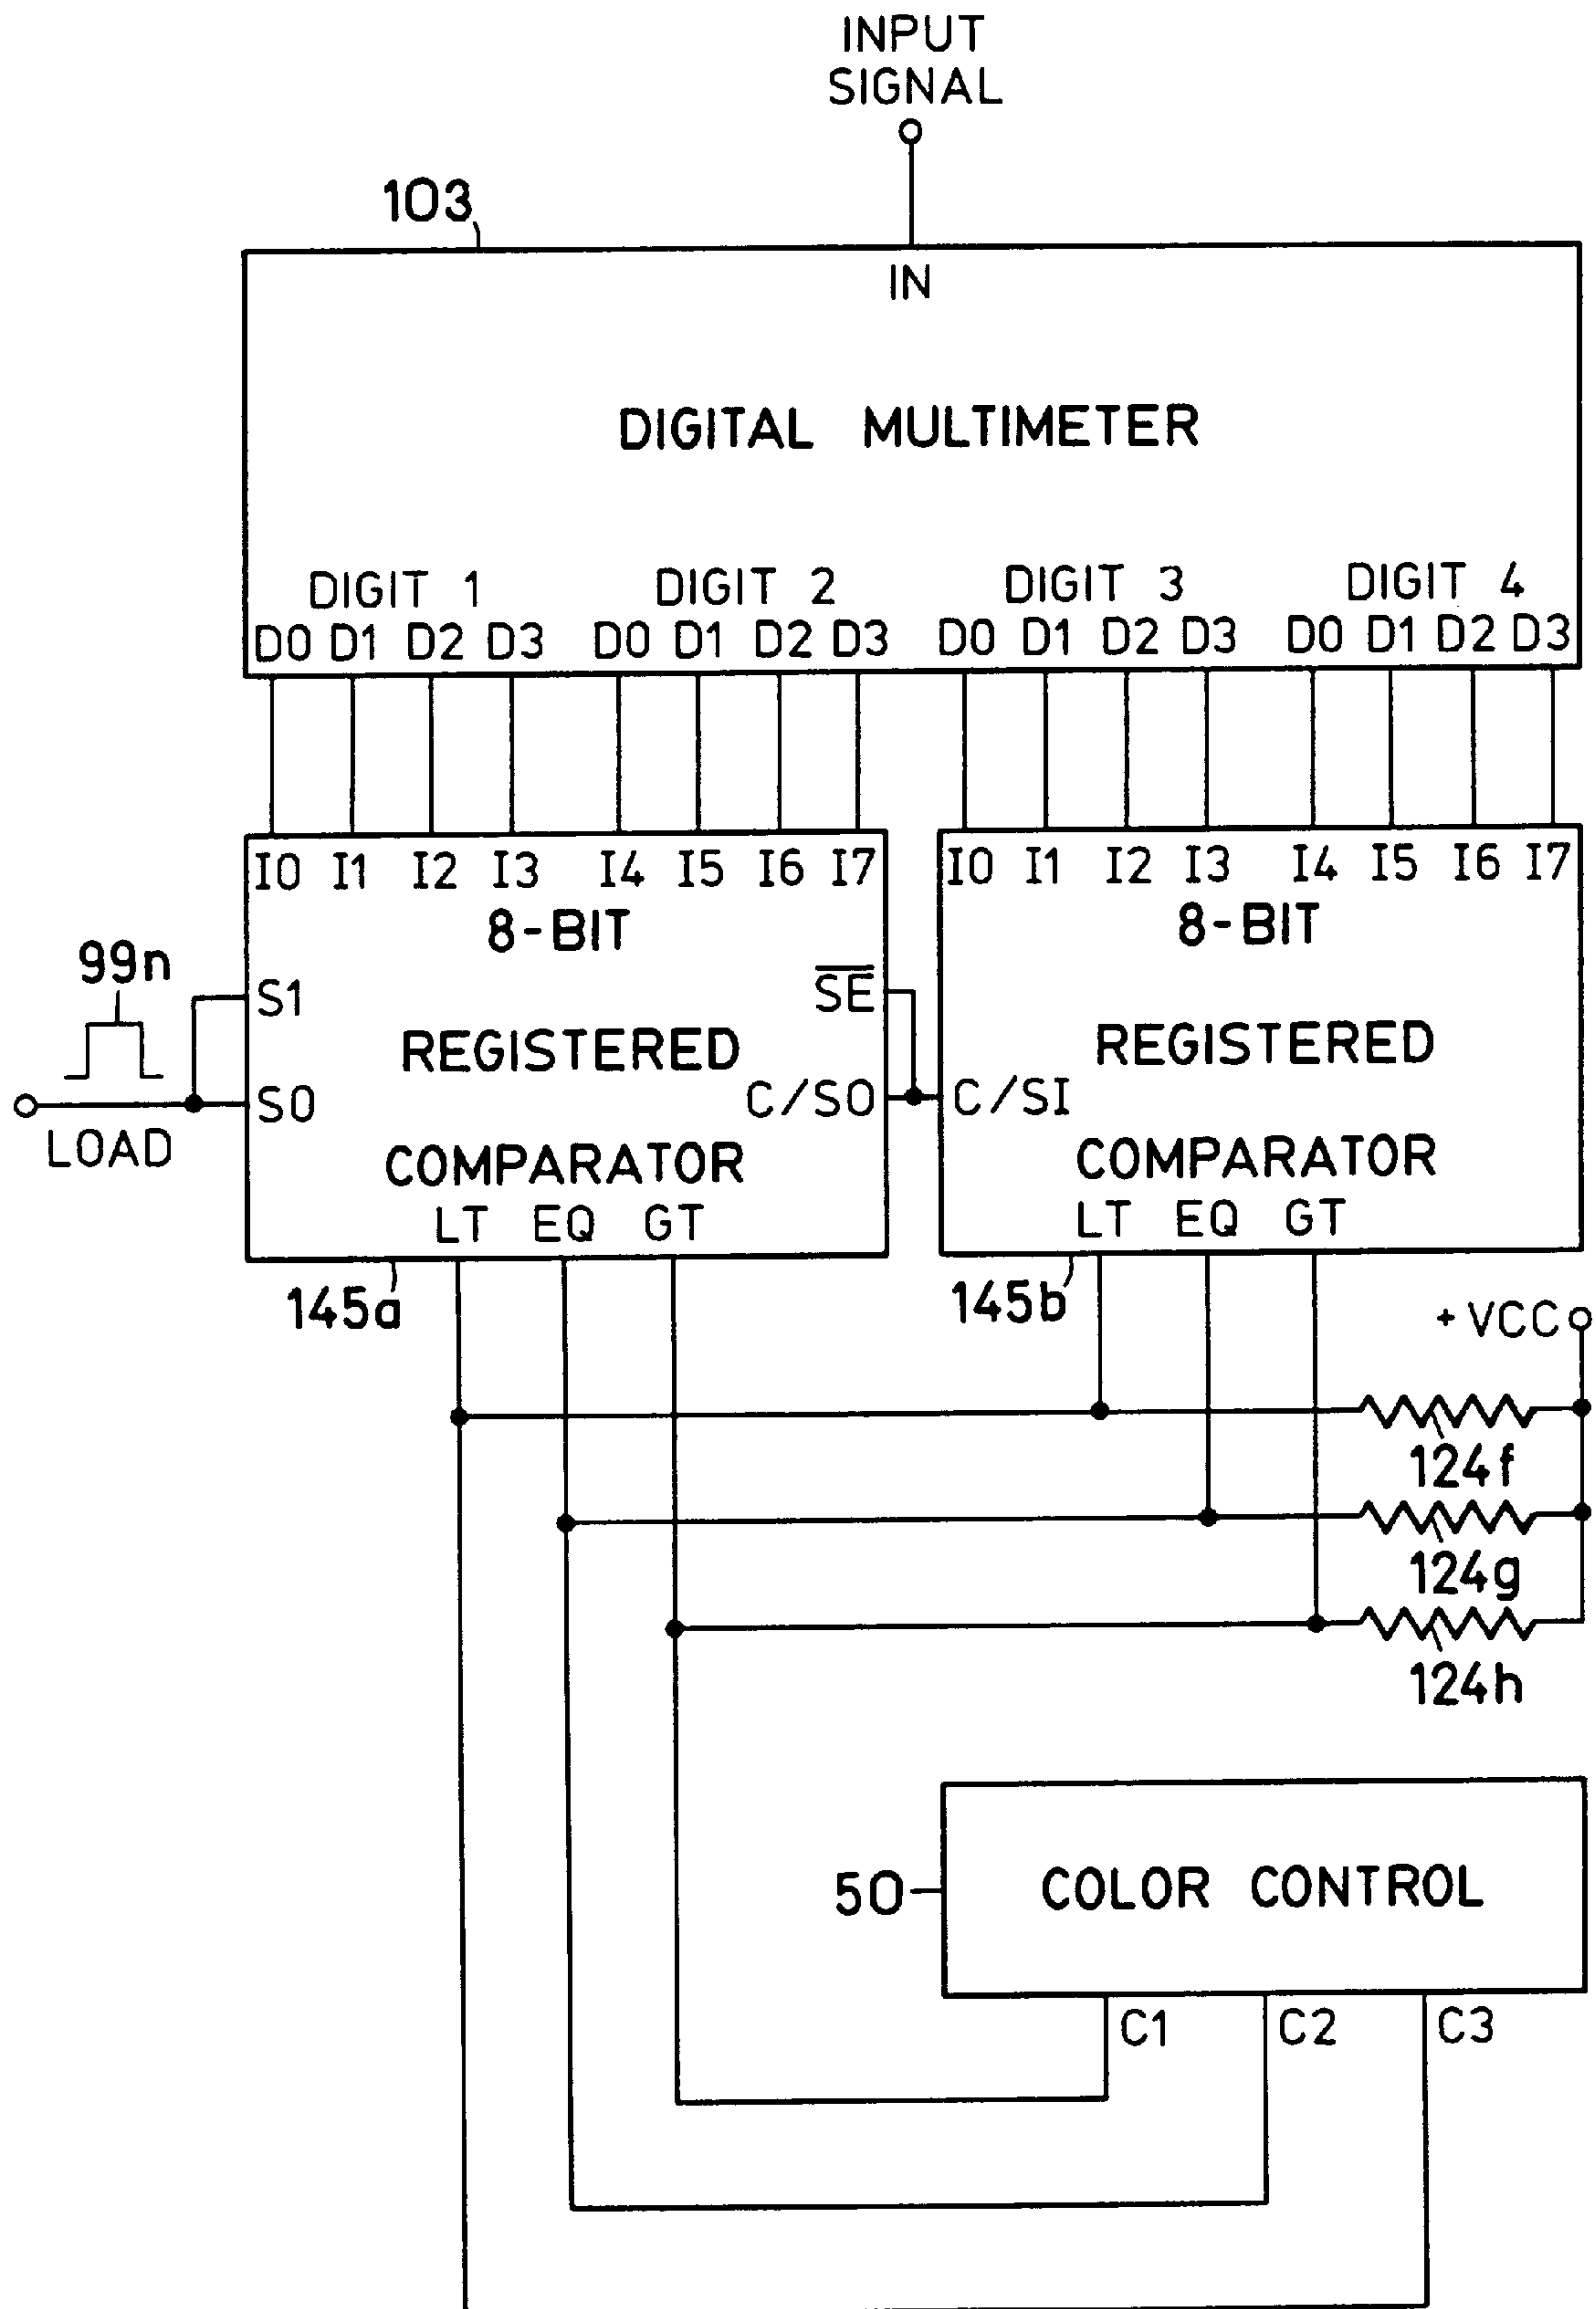 INPUT
SIGNAL
103
IN
DIGITAL MULTIMETER
DIGIT 1 DIGIT 2 DIGIT 3 DIGIT 4
D0 D1 D2 D3 D0 D1 D2 D3 D0 D1 D2 D3 D0 D1 D2 D3
I0 I1 I2 I3 I4 I5 I6 I7 I0 I1 I2 I3 I4 I5 I6 I7
8-BIT 8-BIT
99n
S1 SE
REGISTERED REGISTERED
S0 C/SO C/SI
LOAD
COMPARATOR COMPARATOR
LT EQ GT LT EQ GT
145a 145b
+VCC
124f
124g
124h
50 COLOR CONTROL
C1 C2 C3